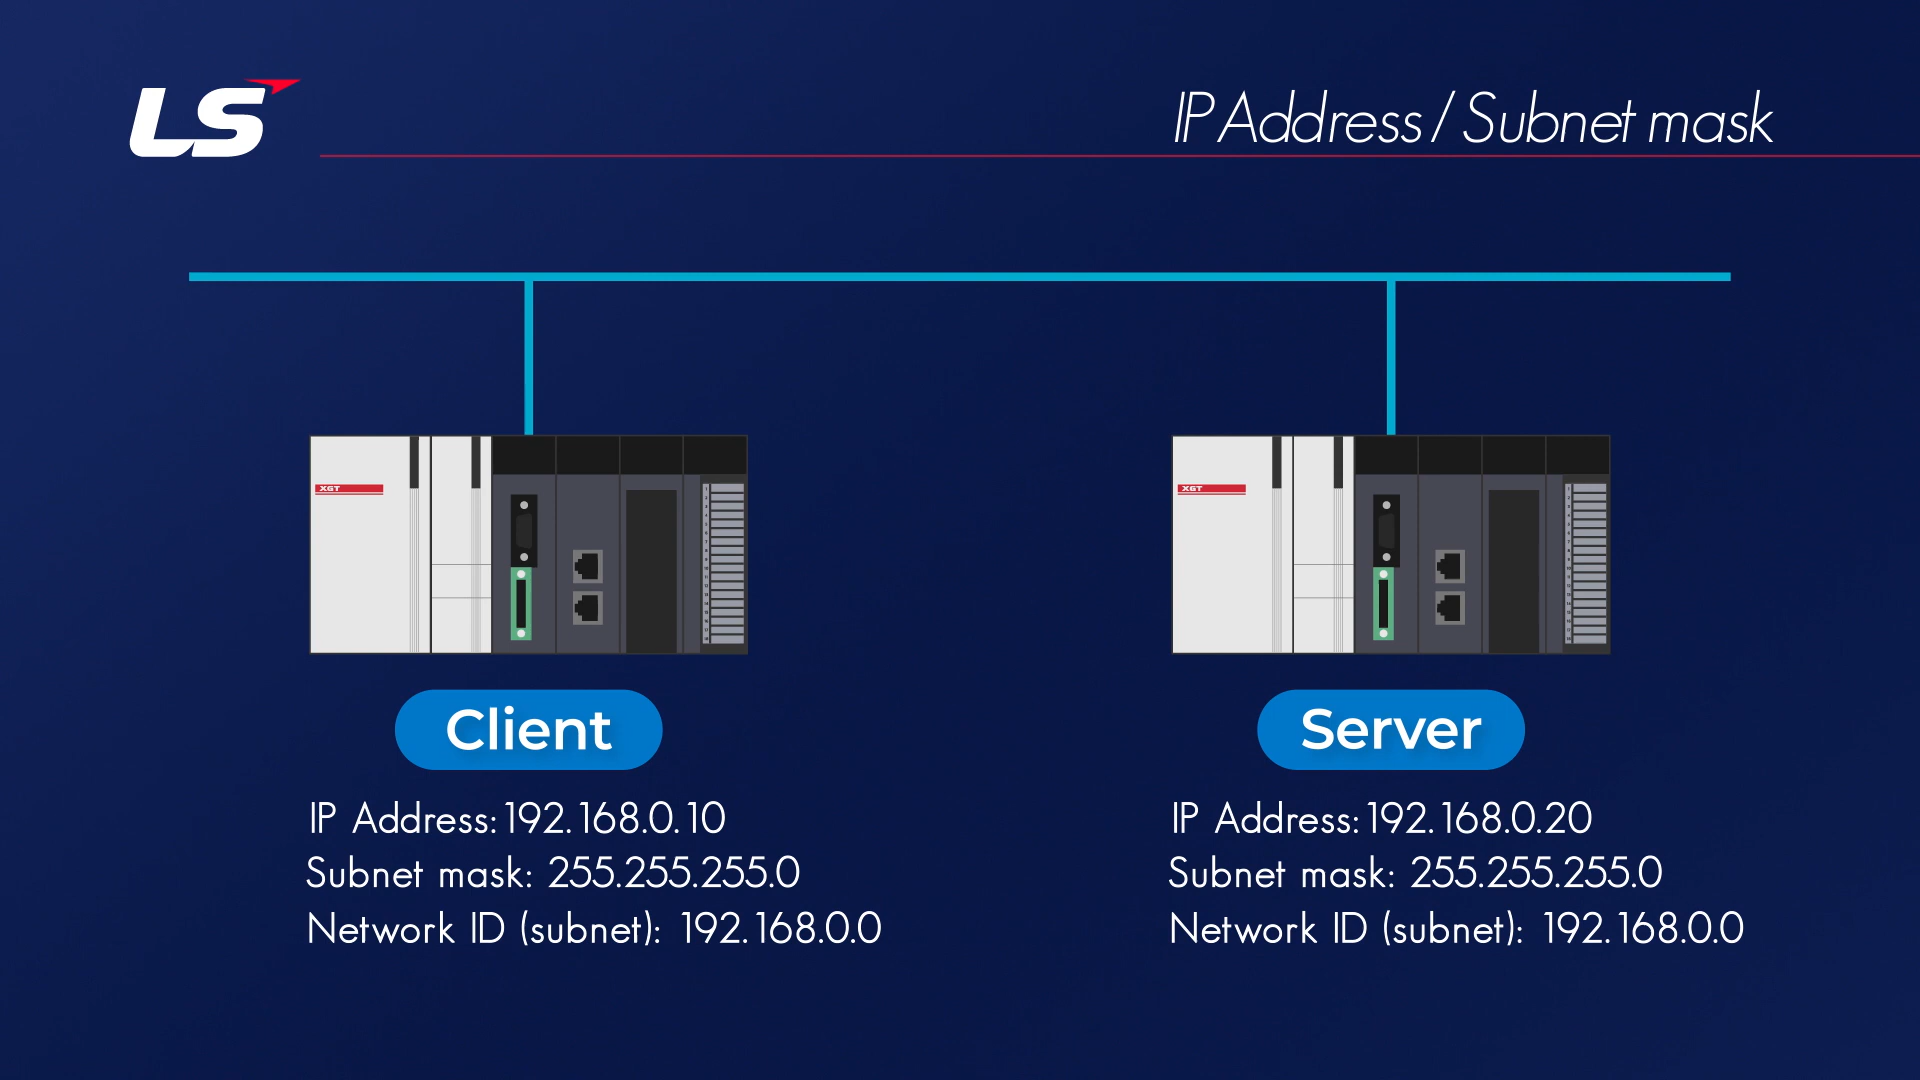 LS
IP Address / Subnet mask
XGT
XGT
Client
Server
IP Address: 192.168.0.10
Subnet mask: 255.255.255.0
Network ID (subnet): 192.168.0.0
IP Address: 192.168.0.20
Subnet mask: 255.255.255.0
Network ID (subnet): 192.168.0.0